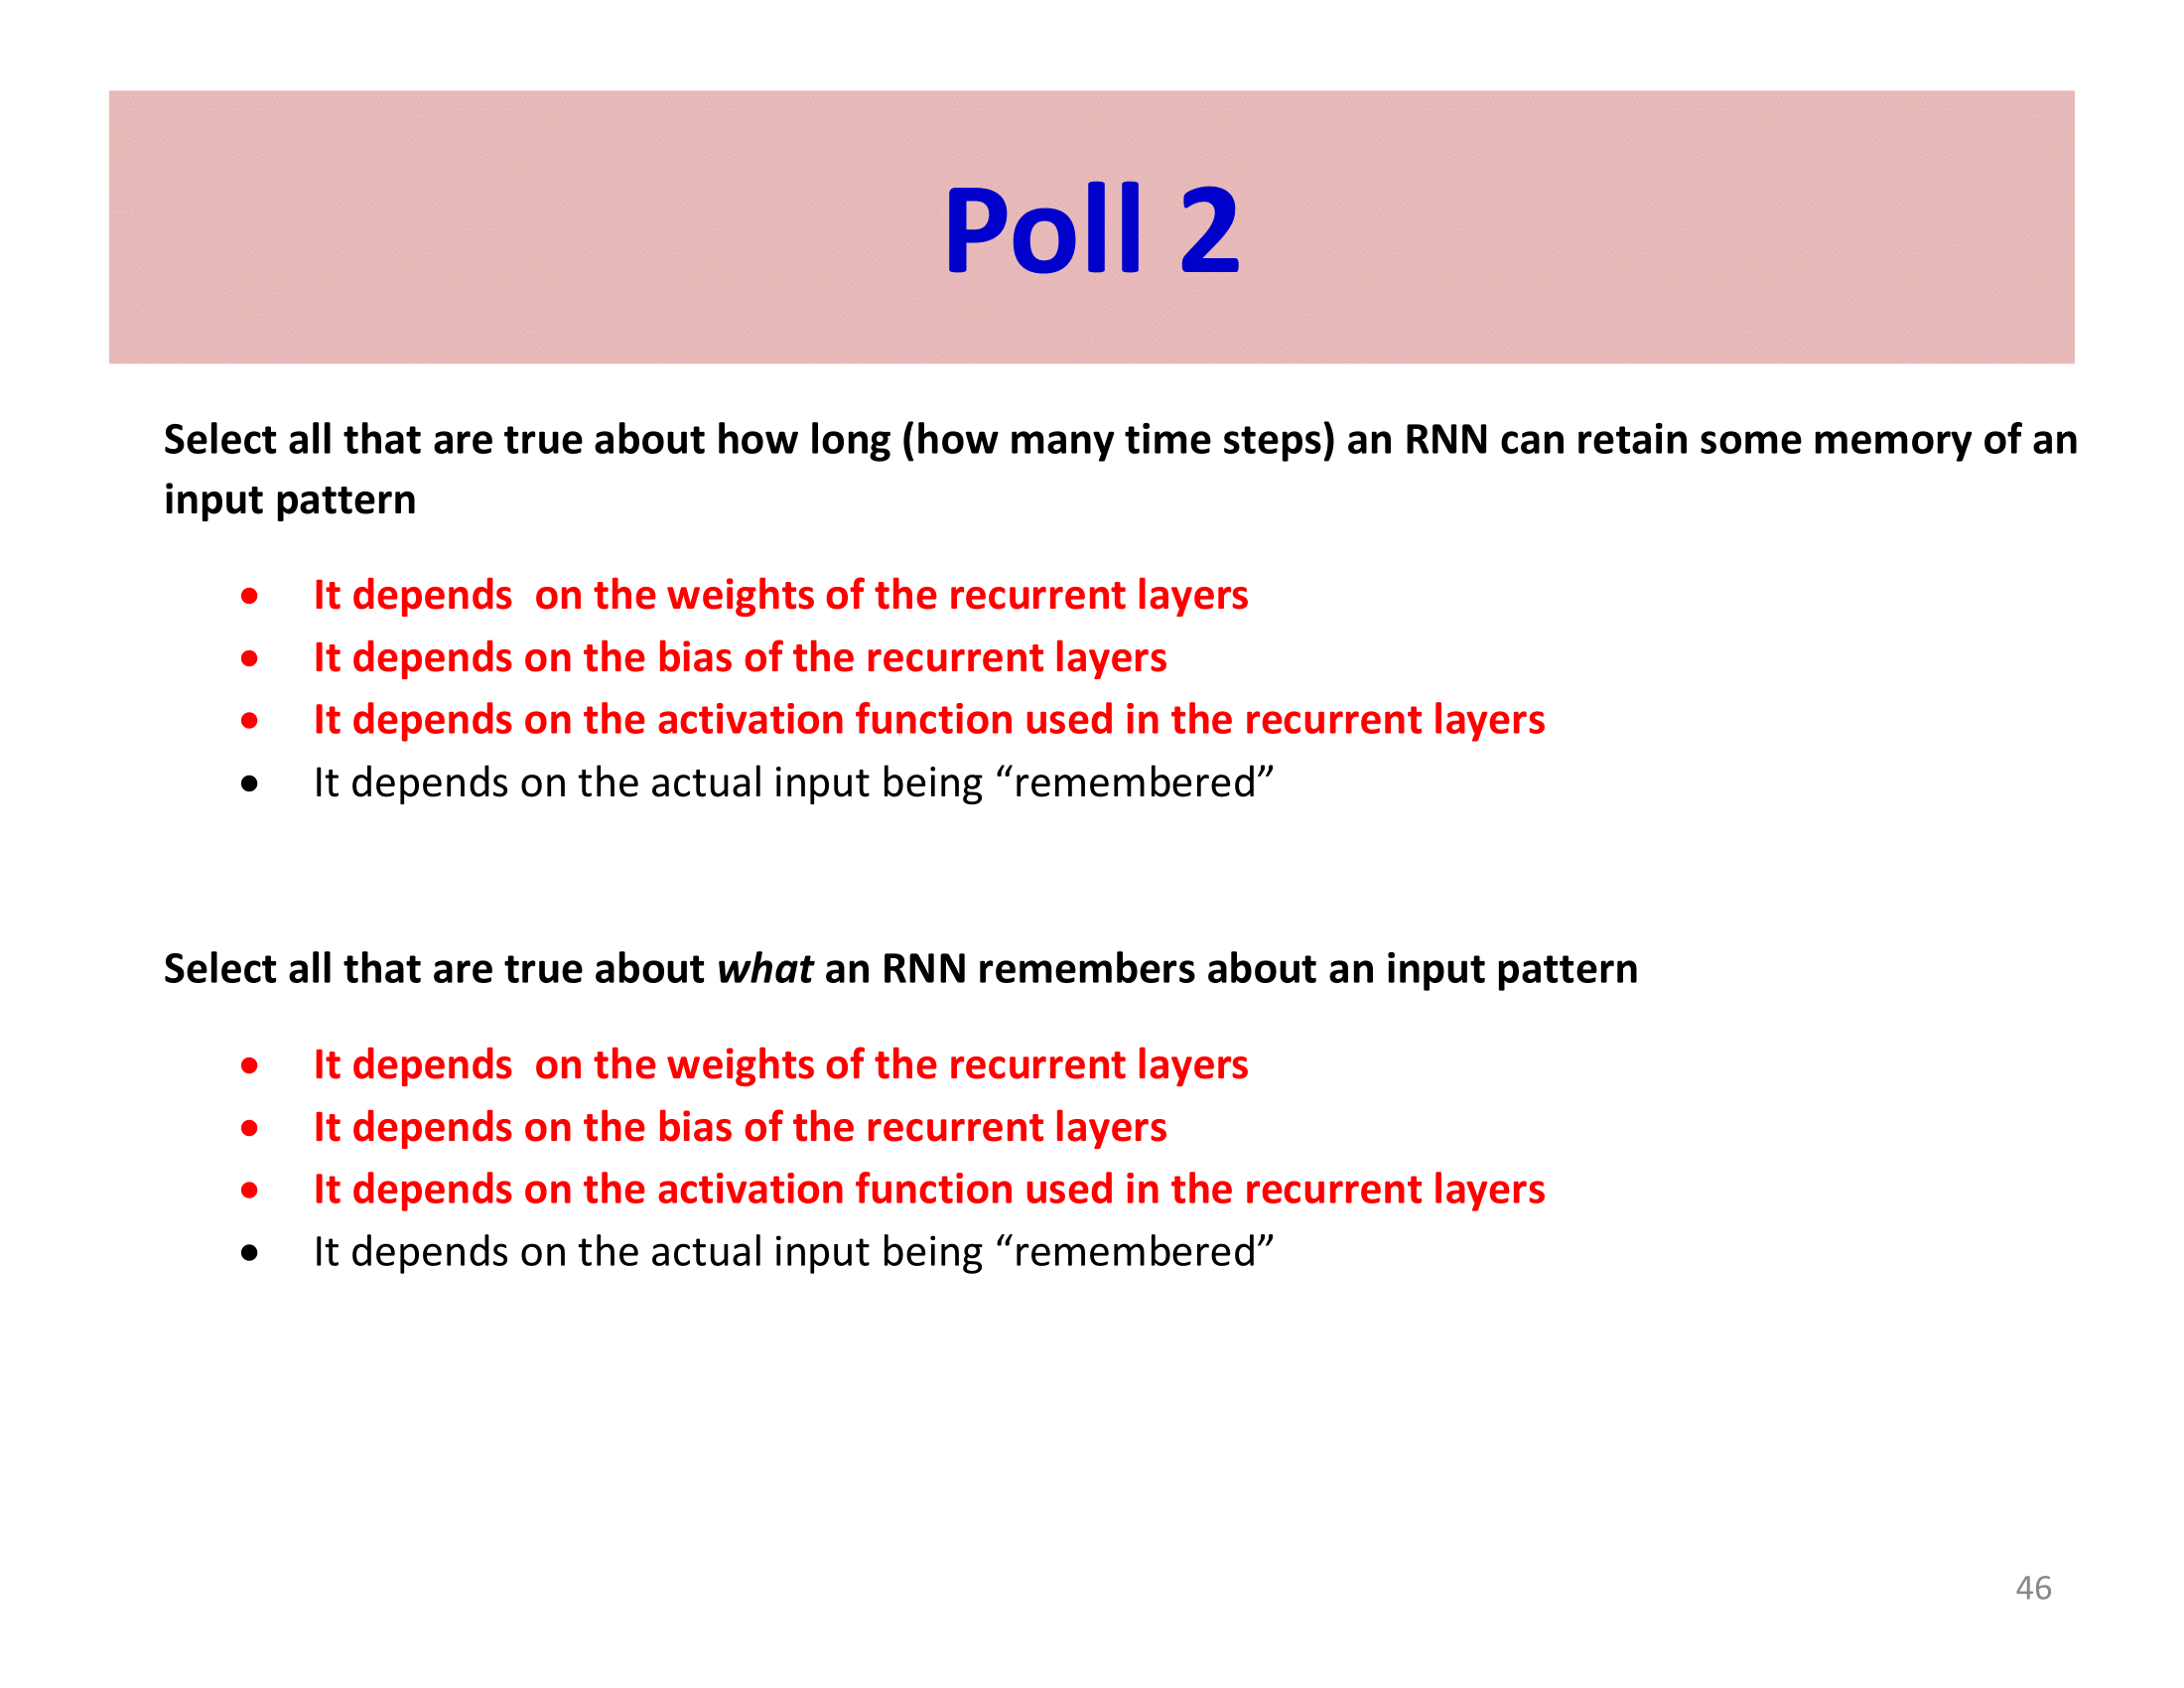 Poll 2
Select all that are true about how long (how many time steps) an RNN can retain some memory of an
input pattern
• It depends  on the weights of the recurrent layers
• It depends on the bias of the recurrent layers
• It depends on the activation function used in the recurrent layers
• It depends on the actual input being “remembered”
Select all that are true about what an RNN remembers about an input pattern
• It depends  on the weights of the recurrent layers
• It depends on the bias of the recurrent layers
• It depends on the activation function used in the recurrent layers
• It depends on the actual input being “remembered”
46